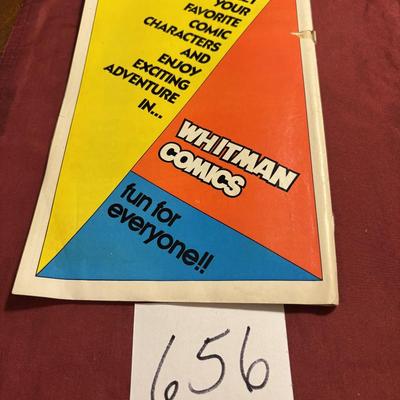 YOUR
FAVORITE
COMIC
CHARACTERS
AND
ENJOY
EXCITING
ADVENTURE
IN...
WHITMAN
COMICS
fun for
everyone!!
656